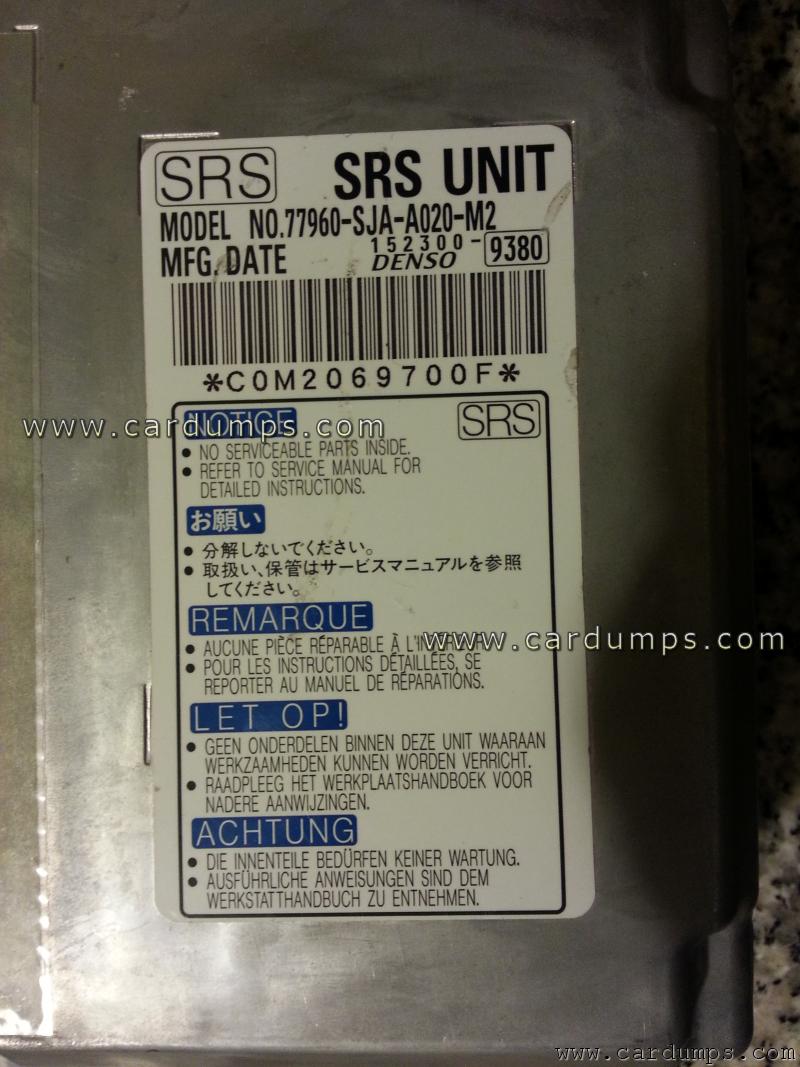 SRS SRS UNIT
MODEL NO.77960-SJA-A020-M2
152300-9380
MFG. DATE DENSO
*C0M2069700F*
NOTICE SRS
www.cardumps.com
● NO SERVICEABLE PARTS INSIDE.
● REFER TO SERVICE MANUAL FOR
DETAILED INSTRUCTIONS.
お願い
● 分解しないでください。
● 取扱い、保管はサービスマニュアルを参照
してください。
REMARQUE
● AUCUNE PIÈCE RÉPARABLE À
www.cardumps.com
● POUR LES INSTRUCTIONS DÉTAILLÉES, SE
REPORTER AU MANUEL DE RÉPARATIONS.
LET OP!
● GEEN ONDERDELEN BINNEN DEZE UNIT WAARAAN
WERKZAAMHEDEN KUNNEN WORDEN VERRICHT.
● RAADPLEEG HET WERKPLAATSHANDBOEK VOOR
NADERE AANWIJZINGEN.
ACHTUNG
● DIE INNENTEILE BEDÜRFEN KEINER WARTUNG.
● AUSFÜHRLICHE ANWEISUNGEN SIND DEM
WERKSTATTHANDBUCH ZU ENTNEHMEN.
www.cardumps.com